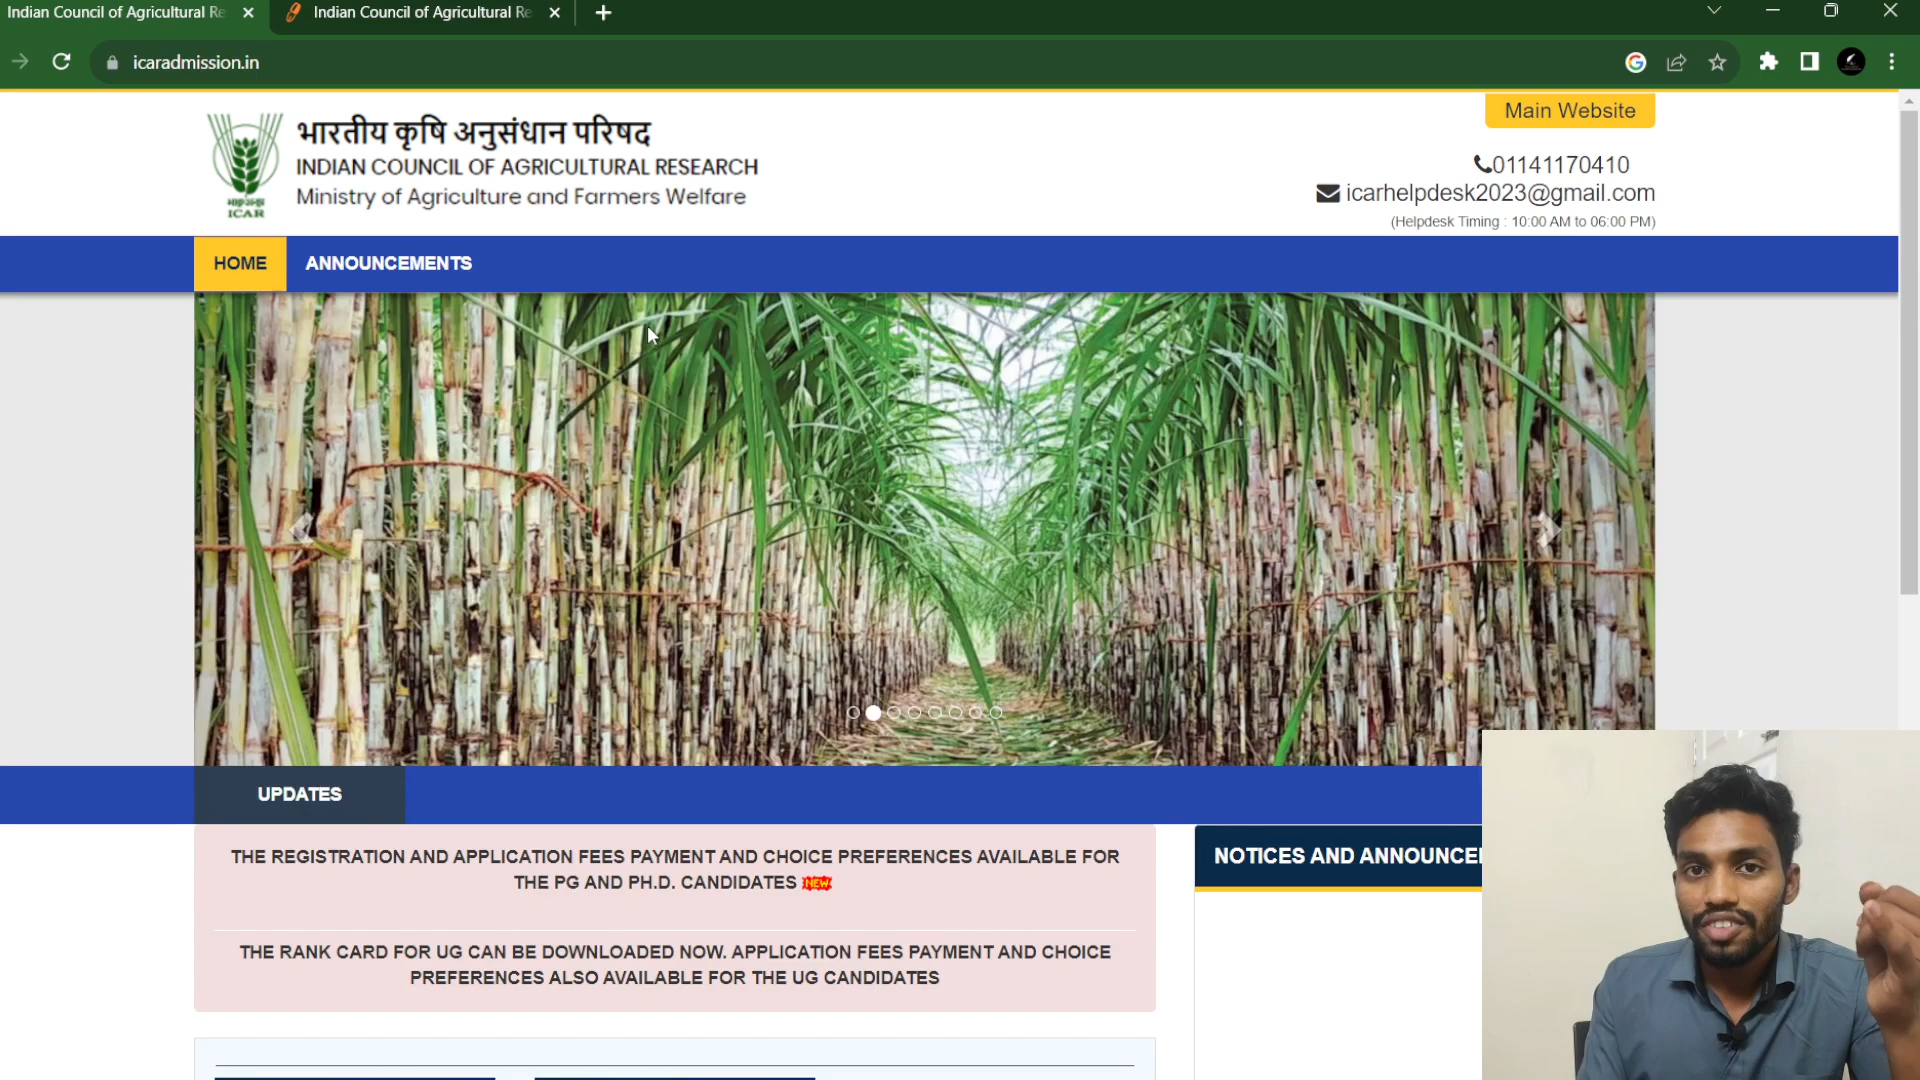 Indian Council of Agricultural Re
Indian Council of Agricultural Re
icaradmission.in
Main Website
भारतीय कृषि अनुसंधान परिषद
INDIAN COUNCIL OF AGRICULTURAL RESEARCH
Ministry of Agriculture and Farmers Welfare
भाकृअनुप
ICAR
01141170410
icarhelpdesk2023@gmail.com
(Helpdesk Timing : 10:00 AM to 06:00 PM)
HOME
ANNOUNCEMENTS
UPDATES
THE REGISTRATION AND APPLICATION FEES PAYMENT AND CHOICE PREFERENCES AVAILABLE FOR
THE PG AND PH.D. CANDIDATES NEW
THE RANK CARD FOR UG CAN BE DOWNLOADED NOW. APPLICATION FEES PAYMENT AND CHOICE
PREFERENCES ALSO AVAILABLE FOR THE UG CANDIDATES
NOTICES AND ANNOUNCE